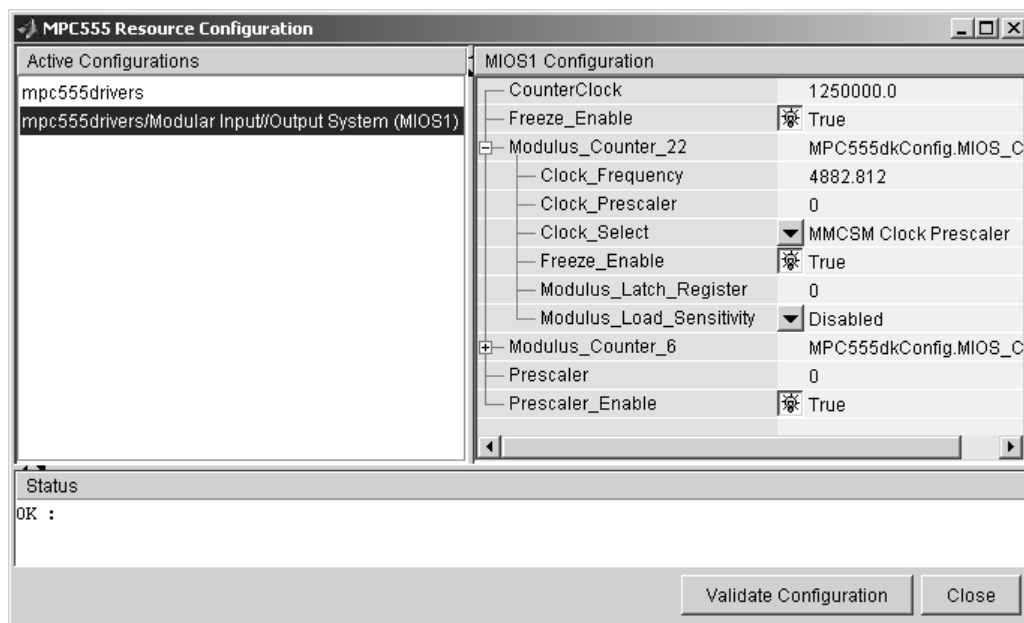 MPC555 Resource Configuration
Active Configurations
mpc555drivers
mpc555drivers/Modular Input//Output System (MIOS1)
MIOS1 Configuration
CounterClock 1250000.0
Freeze_Enable True
Modulus_Counter_22 MPC555dkConfig.MIOS_C
Clock_Frequency 4882.812
Clock_Prescaler 0
Clock_Select MMCSM Clock Prescaler
Freeze_Enable True
Modulus_Latch_Register 0
Modulus_Load_Sensitivity Disabled
Modulus_Counter_6 MPC555dkConfig.MIOS_C
Prescaler 0
Prescaler_Enable True
Status
OK :
Validate Configuration Close